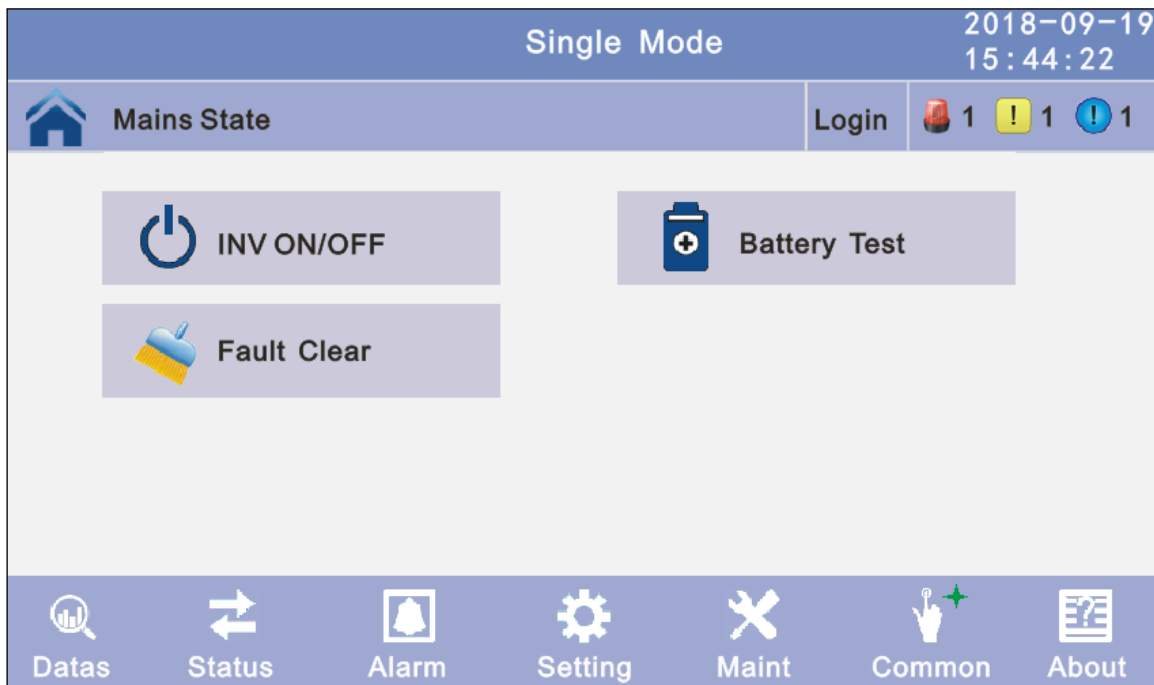 Single Mode
2018-09-19
15:44:22
Mains State
Login
1
! 1
! 1
INV ON/OFF
Battery Test
Fault Clear
Datas
Status
Alarm
Setting
Maint
Common
?
About